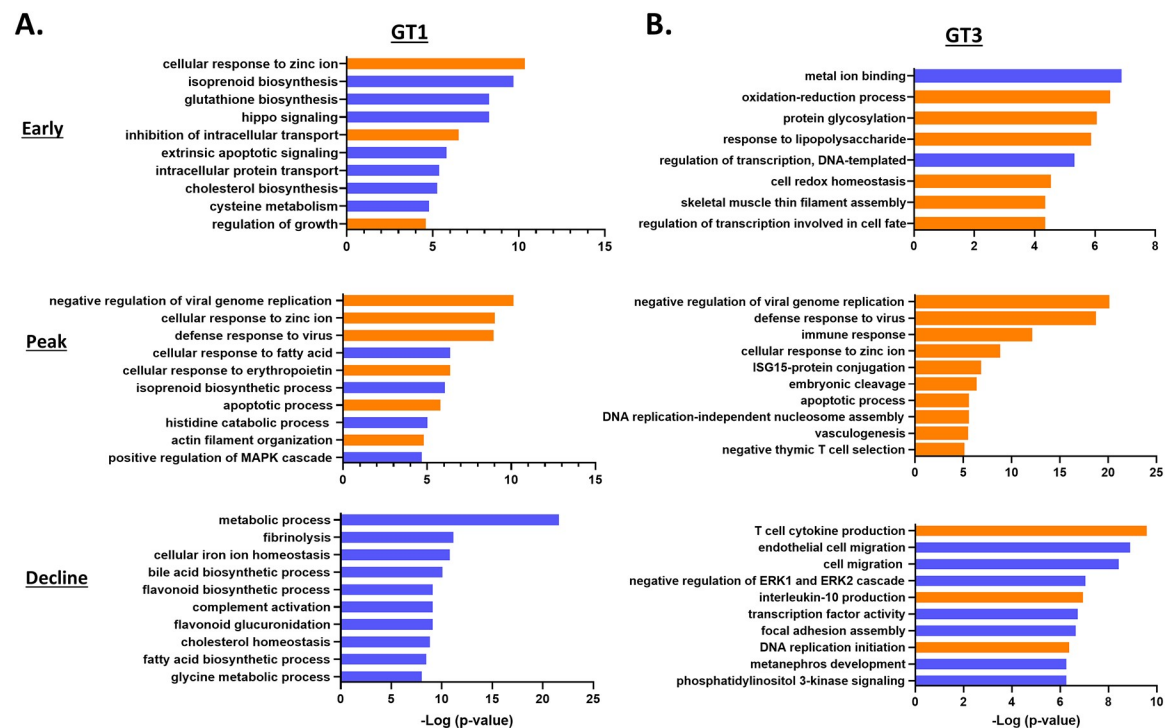 A.
GT1
Early
cellular response to zinc ion
isoprenoid biosynthesis
glutathione biosynthesis
hippo signaling
inhibition of intracellular transport
extrinsic apoptotic signaling
intracellular protein transport
cholesterol biosynthesis
cysteine metabolism
regulation of growth
0 5 10 15
Peak
negative regulation of viral genome replication
cellular response to zinc ion
defense response to virus
cellular response to fatty acid
cellular response to erythropoietin
isoprenoid biosynthetic process
apoptotic process
histidine catabolic process
actin filament organization
positive regulation of MAPK cascade
0 5 10 15
Decline
metabolic process
fibrinolysis
cellular iron ion homeostasis
bile acid biosynthetic process
flavonoid biosynthetic process
complement activation
flavonoid glucuronidation
cholesterol homeostasis
fatty acid biosynthetic process
glycine metabolic process
0 5 10 15 20 25
-Log (p-value)
B.
GT3
metal ion binding
oxidation-reduction process
protein glycosylation
response to lipopolysaccharide
regulation of transcription, DNA-templated
cell redox homeostasis
skeletal muscle thin filament assembly
regulation of transcription involved in cell fate
0 2 4 6 8
negative regulation of viral genome replication
defense response to virus
immune response
cellular response to zinc ion
ISG15-protein conjugation
embryonic cleavage
apoptotic process
DNA replication-independent nucleosome assembly
vasculogenesis
negative thymic T cell selection
0 5 10 15 20 25
T cell cytokine production
endothelial cell migration
cell migration
negative regulation of ERK1 and ERK2 cascade
interleukin-10 production
transcription factor activity
focal adhesion assembly
DNA replication initiation
metanephros development
phosphatidylinositol 3-kinase signaling
0 2 4 6 8 10
-Log (p-value)